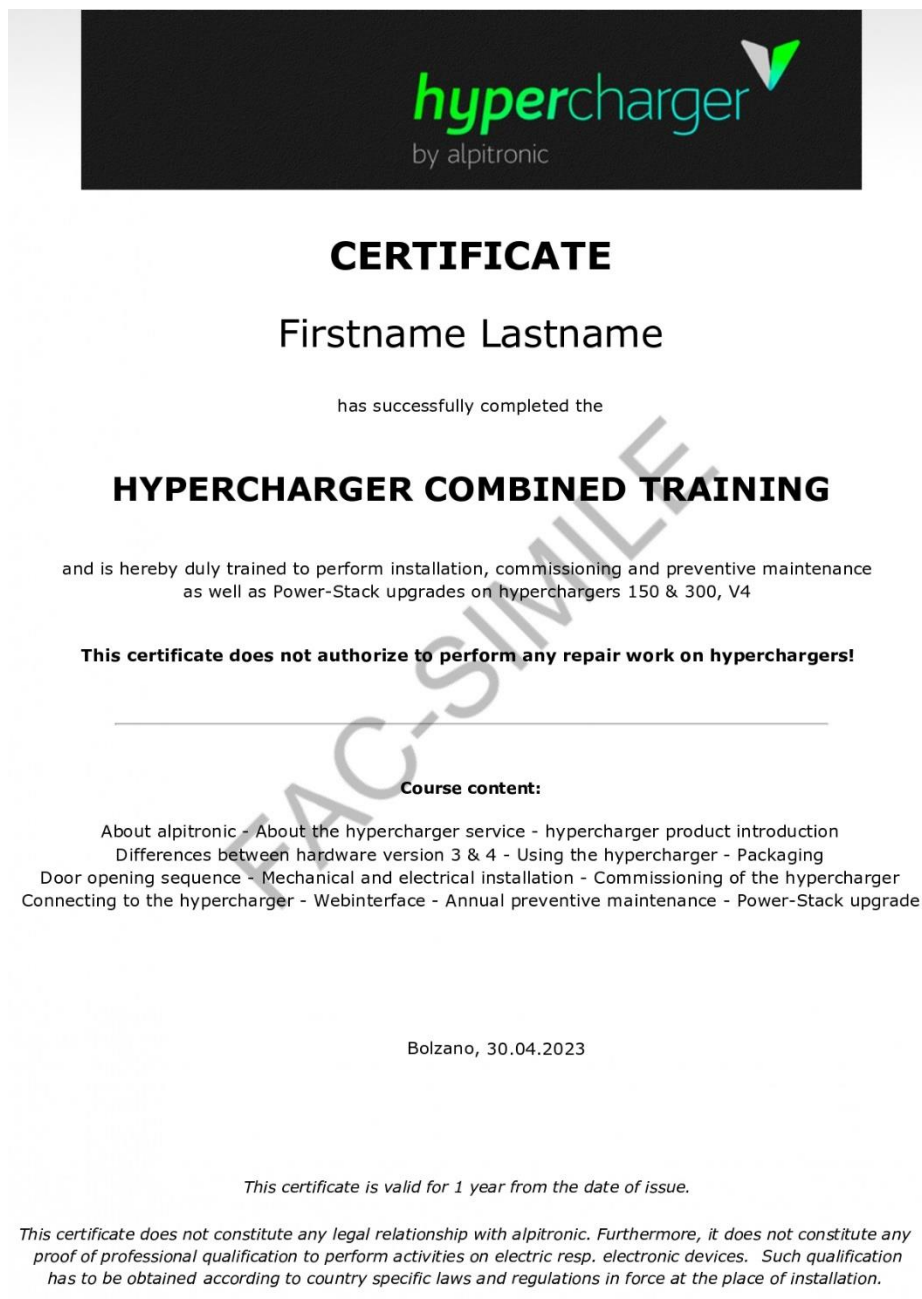 hypercharger
by alpitronic
CERTIFICATE
Firstname Lastname
has successfully completed the
HYPERCHARGER COMBINED TRAINING
and is hereby duly trained to perform installation, commissioning and preventive maintenance
as well as Power-Stack upgrades on hyperchargers 150 & 300, V4
This certificate does not authorize to perform any repair work on hyperchargers!
FAC-SIMILE
Course content:
About alpitronic - About the hypercharger service - hypercharger product introduction
Differences between hardware version 3 & 4 - Using the hypercharger - Packaging
Door opening sequence - Mechanical and electrical installation - Commissioning of the hypercharger
Connecting to the hypercharger - Webinterface - Annual preventive maintenance - Power-Stack upgrade
Bolzano, 30.04.2023
This certificate is valid for 1 year from the date of issue.
This certificate does not constitute any legal relationship with alpitronic. Furthermore, it does not constitute any
proof of professional qualification to perform activities on electric resp. electronic devices. Such qualification
has to be obtained according to country specific laws and regulations in force at the place of installation.